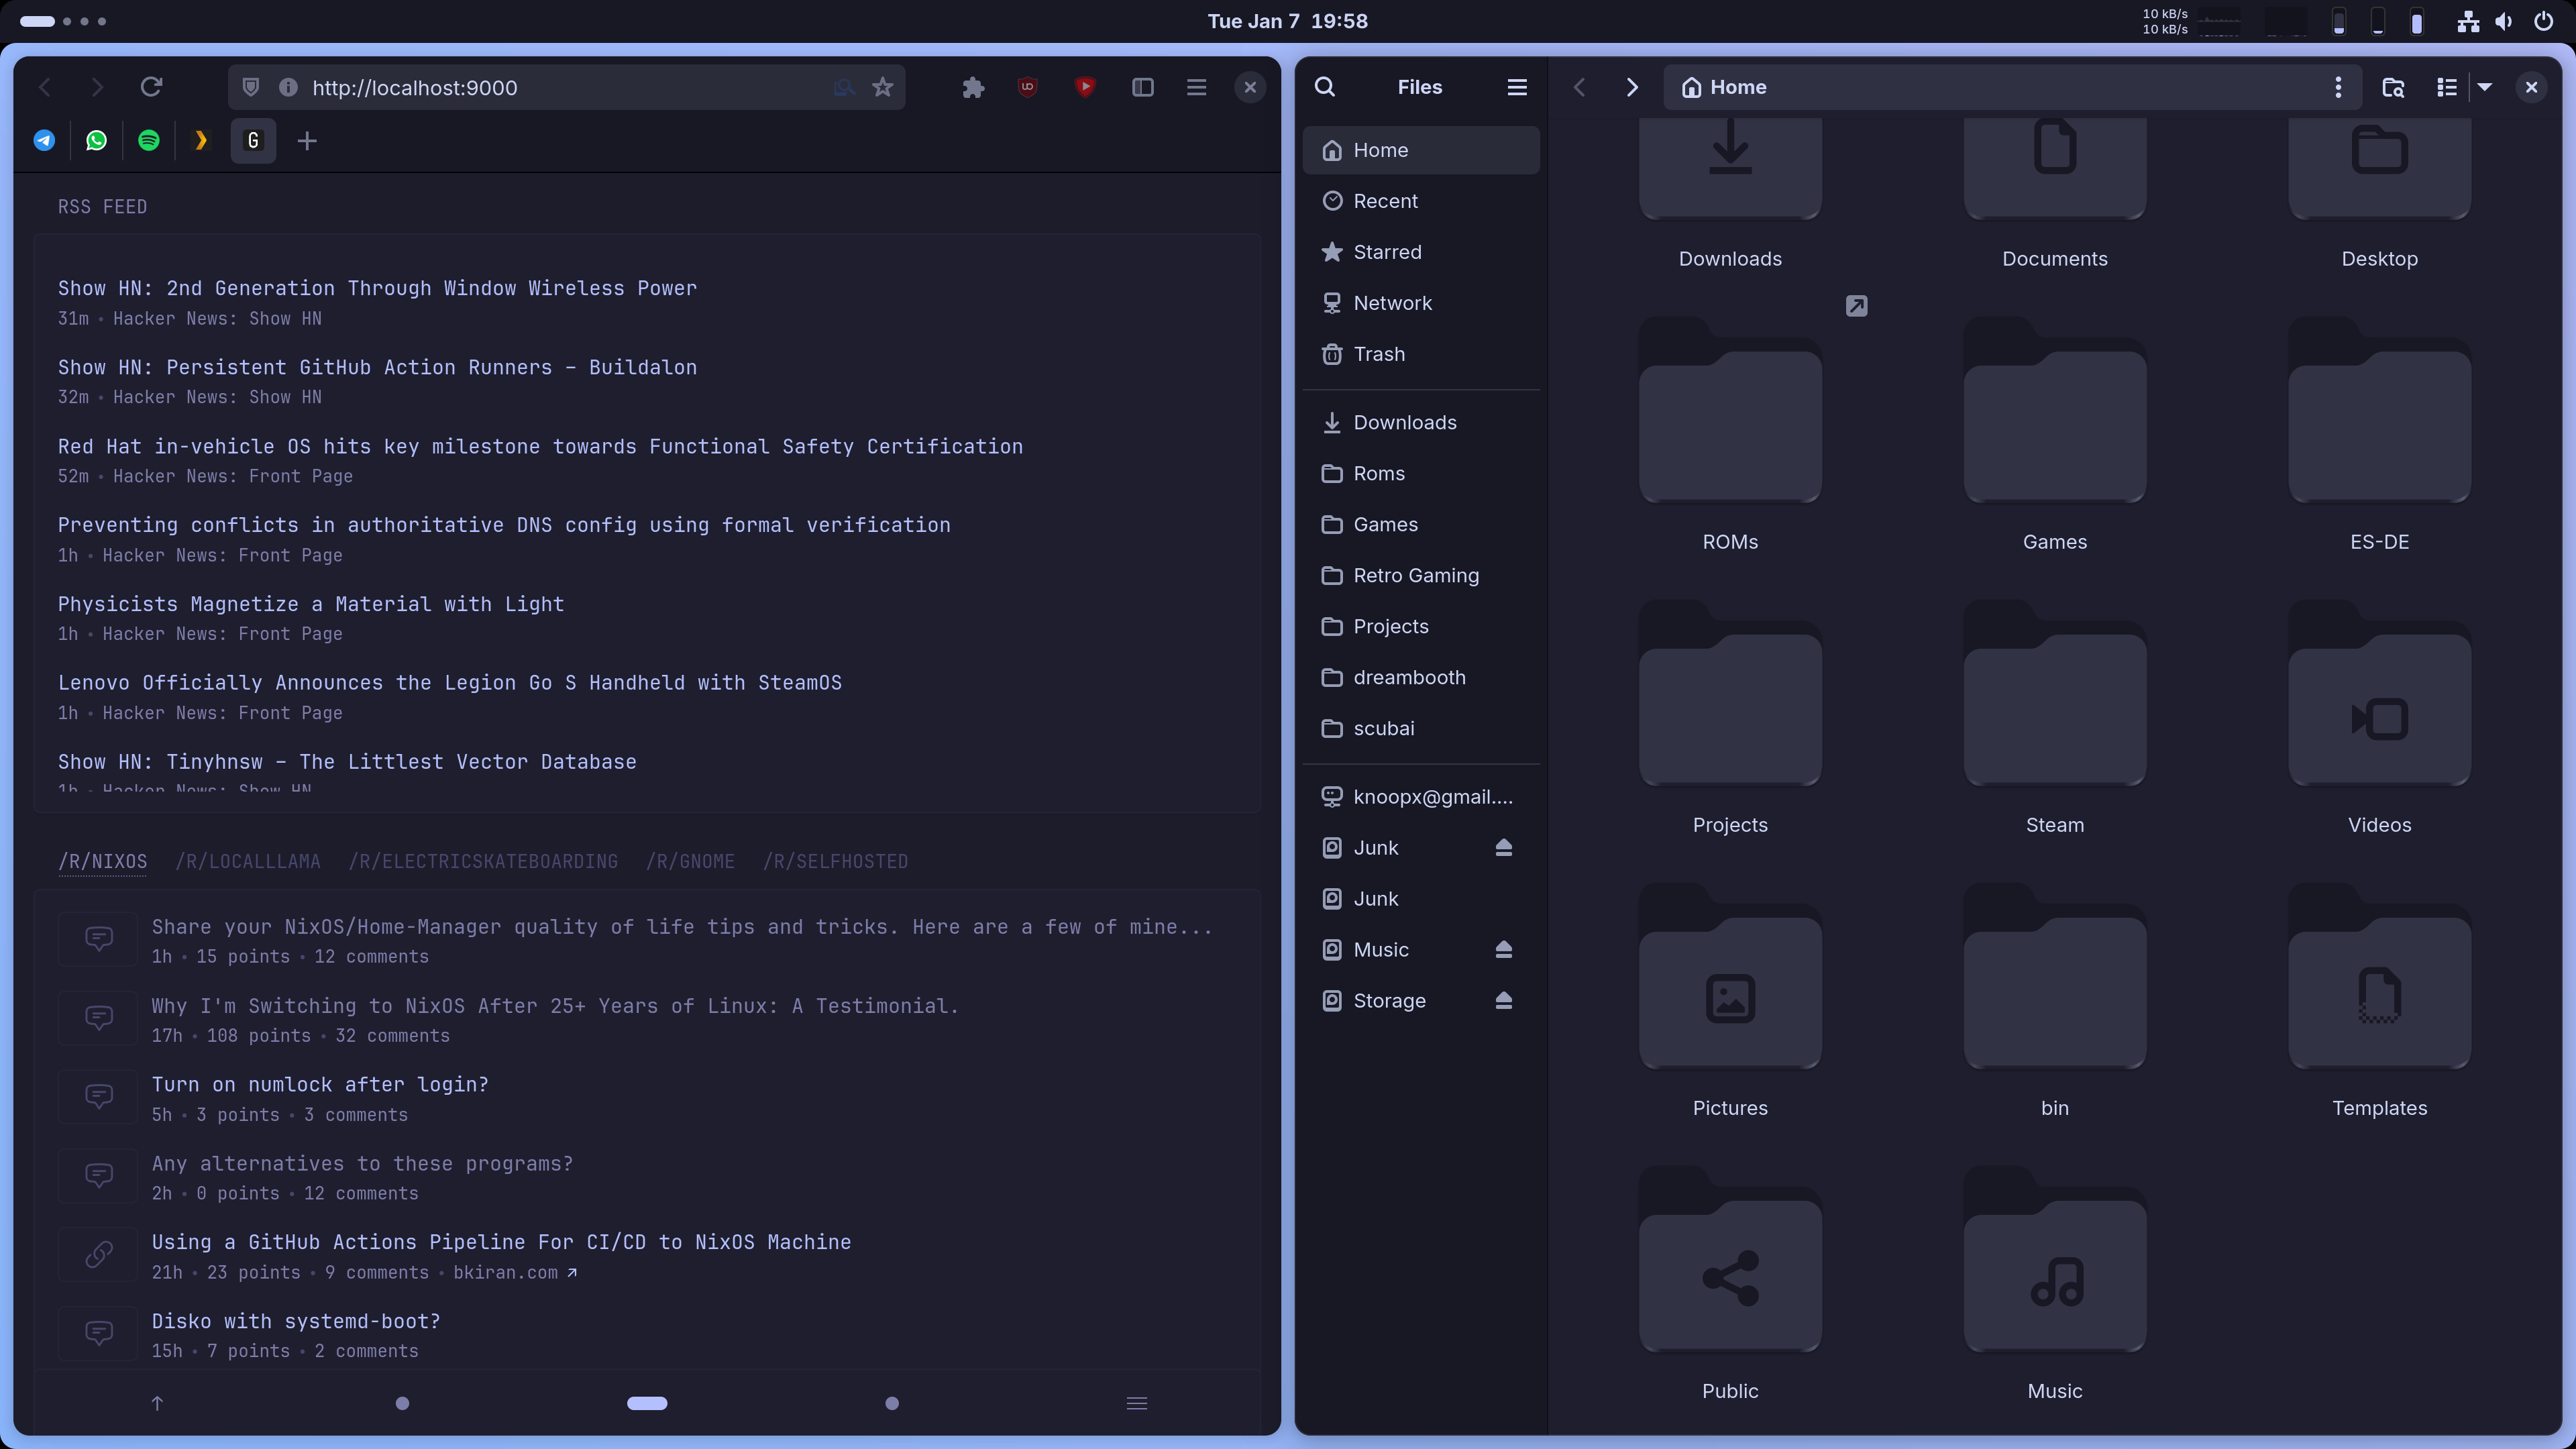 Tue Jan 7 19:58
10 kB/s
10 kB/s
http://localhost:9000
G
RSS FEED
Show HN: 2nd Generation Through Window Wireless Power
31m • Hacker News: Show HN
Show HN: Persistent GitHub Action Runners – Buildalon
32m • Hacker News: Show HN
Red Hat in-vehicle OS hits key milestone towards Functional Safety Certification
52m • Hacker News: Front Page
Preventing conflicts in authoritative DNS config using formal verification
1h • Hacker News: Front Page
Physicists Magnetize a Material with Light
1h • Hacker News: Front Page
Lenovo Officially Announces the Legion Go S Handheld with SteamOS
1h • Hacker News: Front Page
Show HN: Tinyhnsw – The Littlest Vector Database
1h • Hacker News: Show HN
/R/NIXOS /R/LOCALLLAMA /R/ELECTRICSKATEBOARDING /R/GNOME /R/SELFHOSTED
Share your NixOS/Home-Manager quality of life tips and tricks. Here are a few of mine...
1h • 15 points • 12 comments
Why I'm Switching to NixOS After 25+ Years of Linux: A Testimonial.
17h • 108 points • 32 comments
Turn on numlock after login?
5h • 3 points • 3 comments
Any alternatives to these programs?
2h • 0 points • 12 comments
Using a GitHub Actions Pipeline For CI/CD to NixOS Machine
21h • 23 points • 9 comments • bkiran.com
Disko with systemd-boot?
15h • 7 points • 2 comments
Files
Home
Recent
Starred
Network
Trash
Downloads
Roms
Games
Retro Gaming
Projects
dreambooth
scubai
knoopx@gmail....
Junk
Junk
Music
Storage
Home
Downloads
Documents
Desktop
ROMs
Games
ES-DE
Projects
Steam
Videos
Pictures
bin
Templates
Public
Music